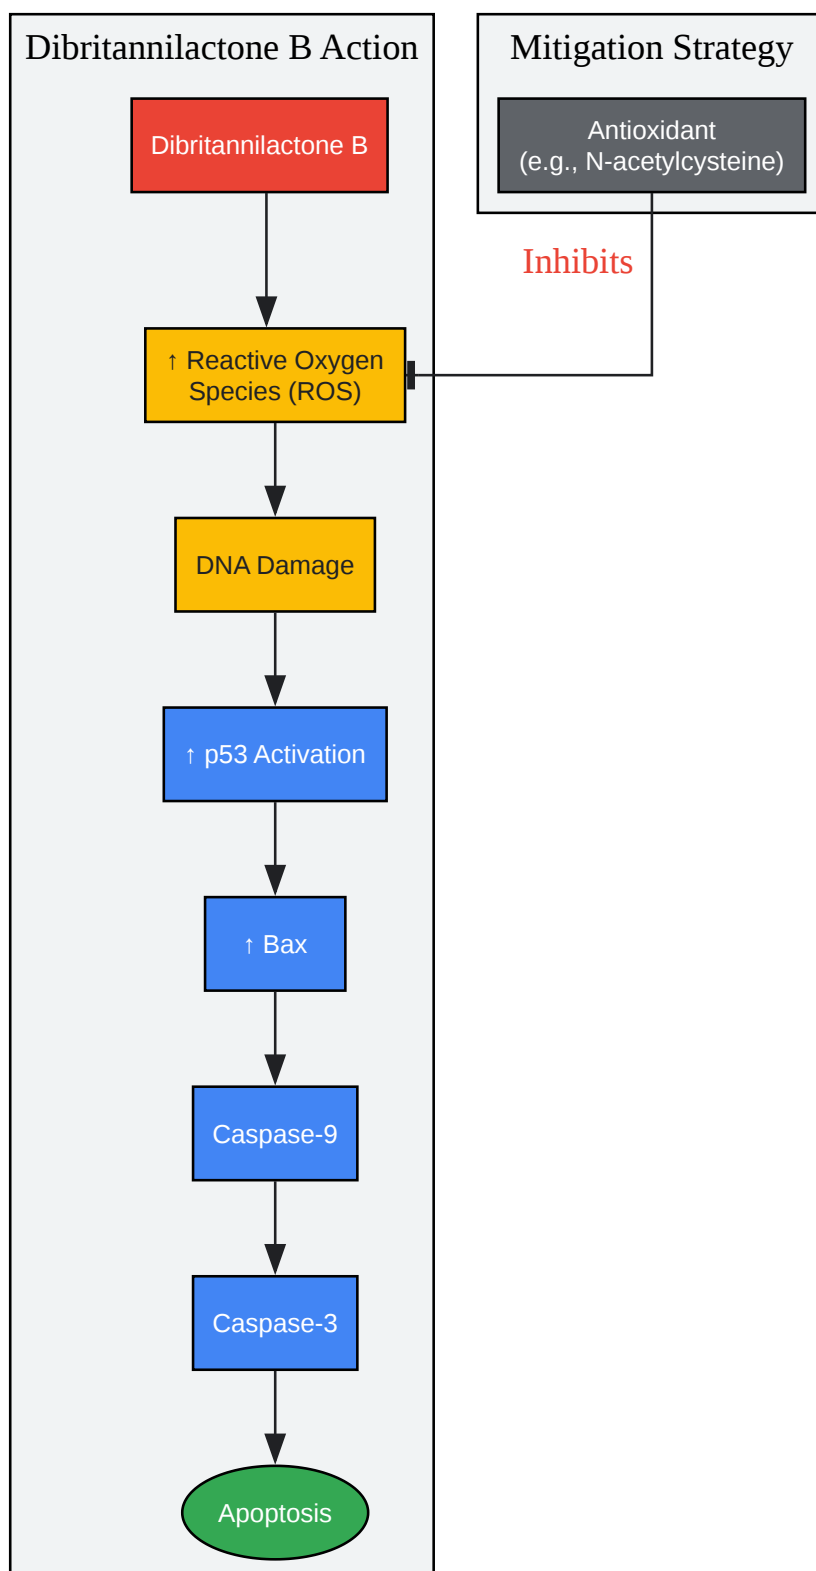 Dibritannilactone B Action
Mitigation Strategy
Dibritannilactone B
Antioxidant
(e.g., N-acetylcysteine)
Inhibits
↑ Reactive Oxygen
Species (ROS)
DNA Damage
↑ p53 Activation
↑ Bax
Caspase-9
Caspase-3
Apoptosis